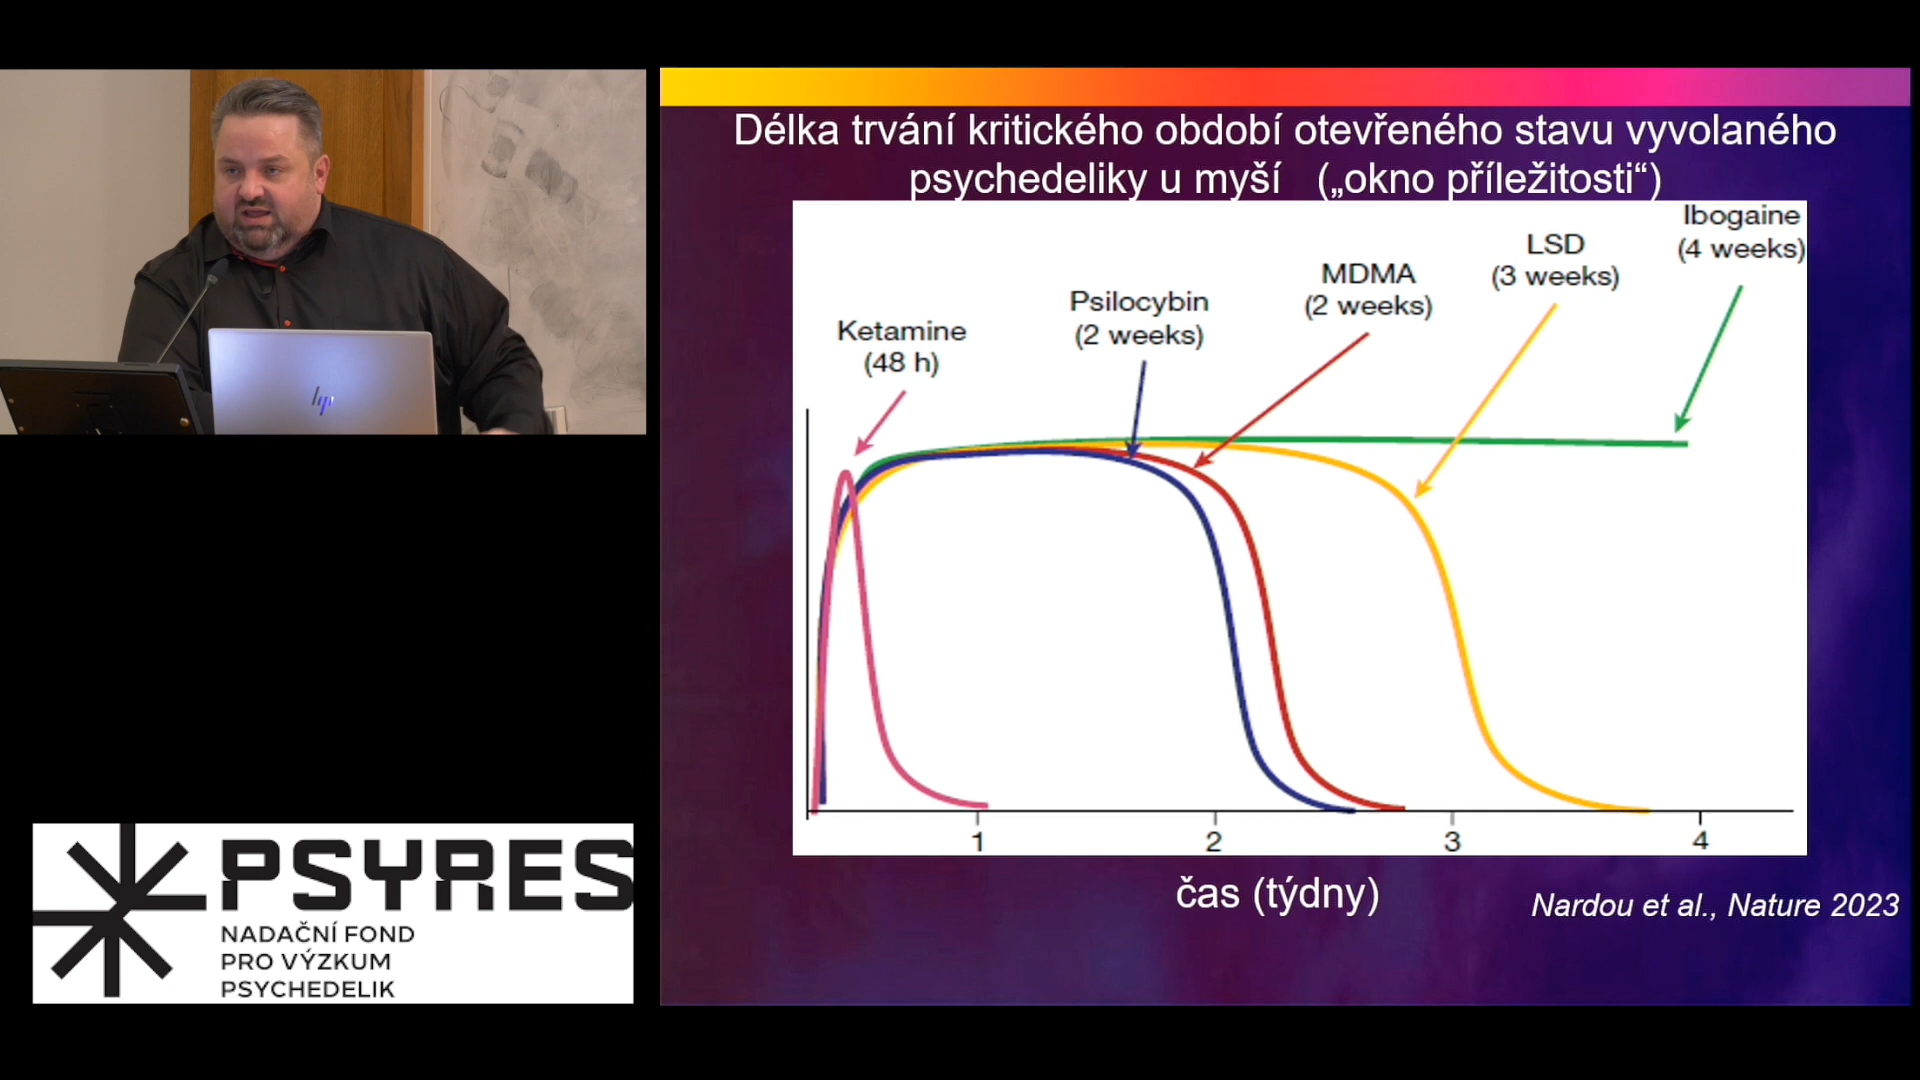 Délka trvání kritického období otevřeného stavu vyvolaného
psychedeliky u myší („okno příležitosti“)
Ibogaine
(4 weeks)
LSD
(3 weeks)
MDMA
(2 weeks)
Psilocybin
(2 weeks)
Ketamine
(48 h)
1 2 3 4
čas (týdny)
Nardou et al., Nature 2023
hp
PSYRES
NADAČNÍ FOND
PRO VÝZKUM
PSYCHEDELIK